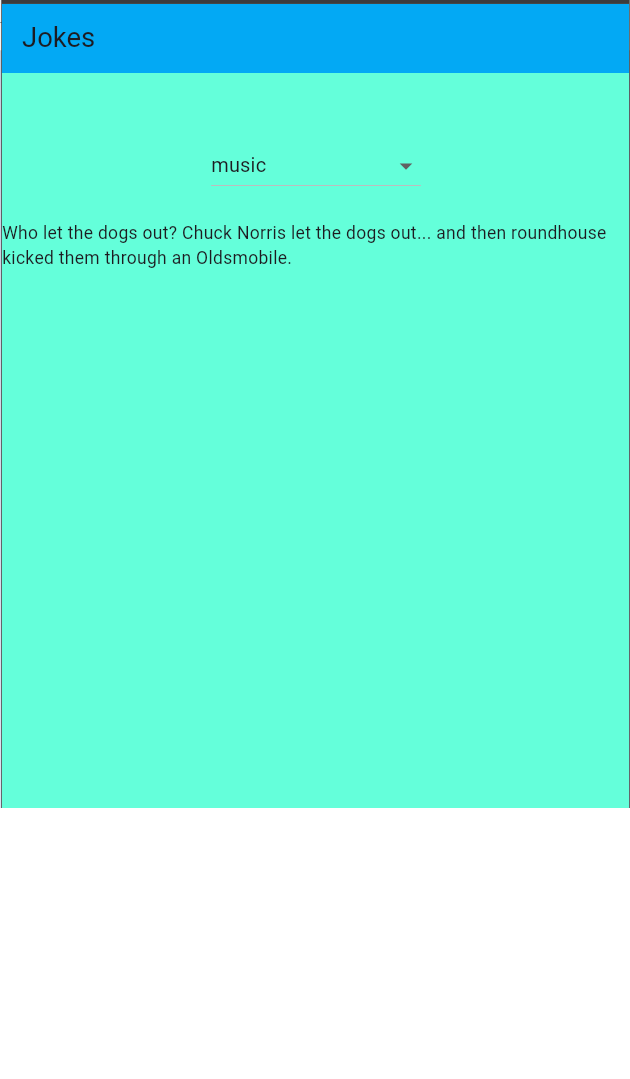 Jokes
music
Who let the dogs out? Chuck Norris let the dogs out... and then roundhouse
kicked them through an Oldsmobile.